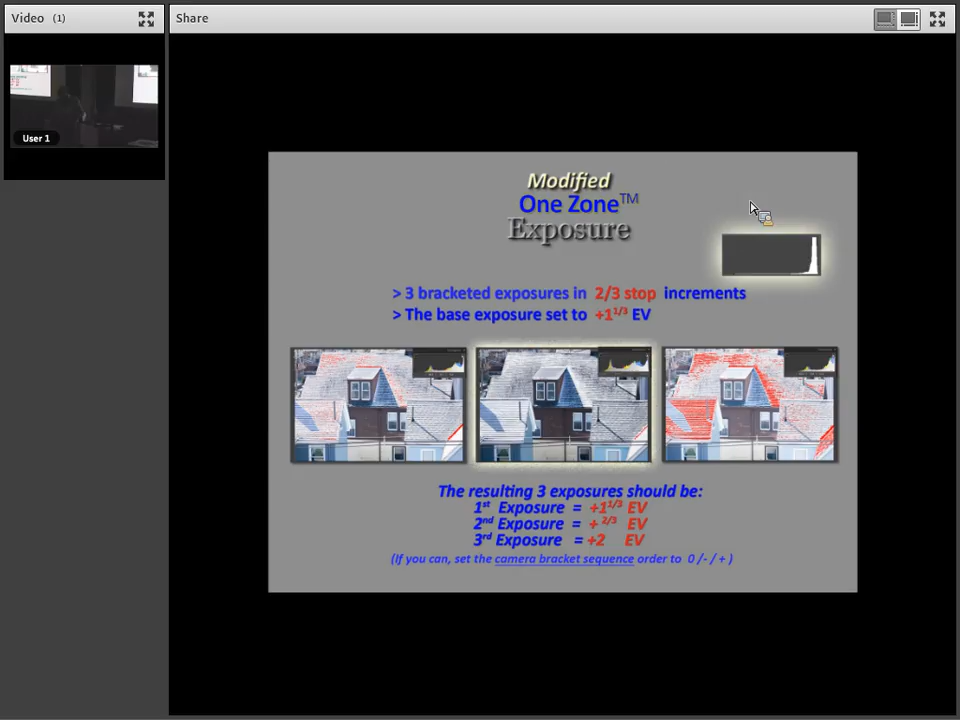 Video (1)
Share
User 1
Modified
One Zone™
Exposure
> 3 bracketed exposures in 2/3 stop increments
> The base exposure set to +1 1/3 EV
The resulting 3 exposures should be:
1st Exposure = +1 1/3 EV
2nd Exposure = + 2/3 EV
3rd Exposure = +2 EV
(If you can, set the camera bracket sequence order to 0 /- / + )